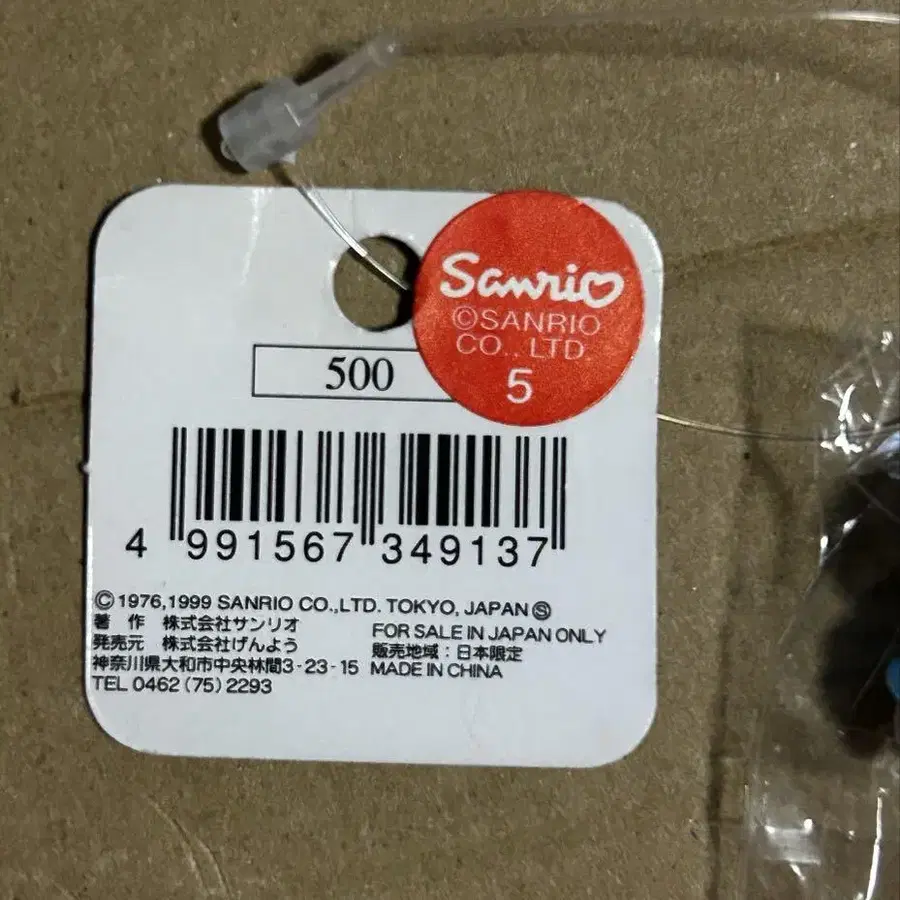 Sanrio
©SANRIO
CO., LTD.
5
500
4 991567 349137
©1976,1999 SANRIO CO.,LTD. TOKYO, JAPAN Ⓢ
著 作 株式会社サンリオ
発売元 株式会社げんよう
神奈川県大和市中央林間3-23-15
TEL 0462(75)2293
FOR SALE IN JAPAN ONLY
販売地域:日本限定
MADE IN CHINA